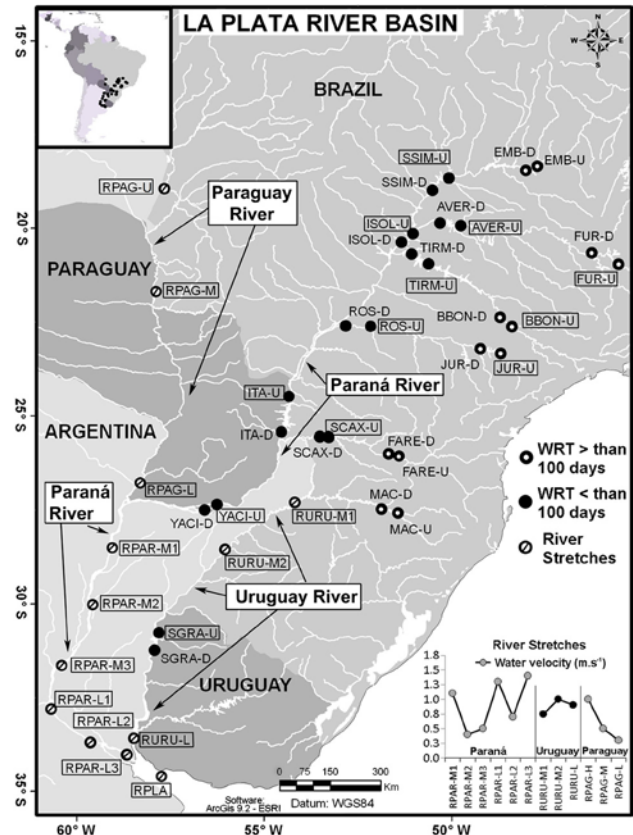 LA PLATA RIVER BASIN
N
W E
S
15°S
20°S
25°S
30°S
35°S
BRAZIL
EMB-D
EMB-U
SSIM-U
SSIM-D
RPAG-U
Paraguay
River
AVER-D
AVER-U
ISOL-U
ISOL-D
TIRM-D
TIRM-U
FUR-D
FUR-U
PARAGUAY
RPAG-M
ROS-D
ROS-U
BBON-D
BBON-U
JUR-D
JUR-U
Paraná River
ITA-U
ITA-D
ARGENTINA
SCAX-U
SCAX-D
FARE-D
FARE-U
WRT > than
100 days
WRT < than
100 days
River
Stretches
RPAG-L
Paraná
River
YACI-D
YACI-U
RURU-M1
MAC-D
MAC-U
RPAR-M1
RURU-M2
Uruguay River
RPAR-M2
SGRA-U
SGRA-D
RPAR-M3
URUGUAY
RPAR-L1
RPAR-L2
RURU-L
RPAR-L3
RPLA
River Stretches
Water velocity (m.s⁻¹)
1.8
1.5
1.3
1.0
0.8
0.5
0.3
0.0
Paraná
Uruguay
Paraguay
RPAR-M1
RPAR-M2
RPAR-M3
RPAR-L1
RPAR-L2
RPAR-L3
RURU-M1
RURU-M2
RURU-L
RPAG-H
RPAG-M
RPAG-L
0 75 150 300
Km
Software:
ArcGis 9.2 - ESRI
Datum: WGS84
60°W
50°W